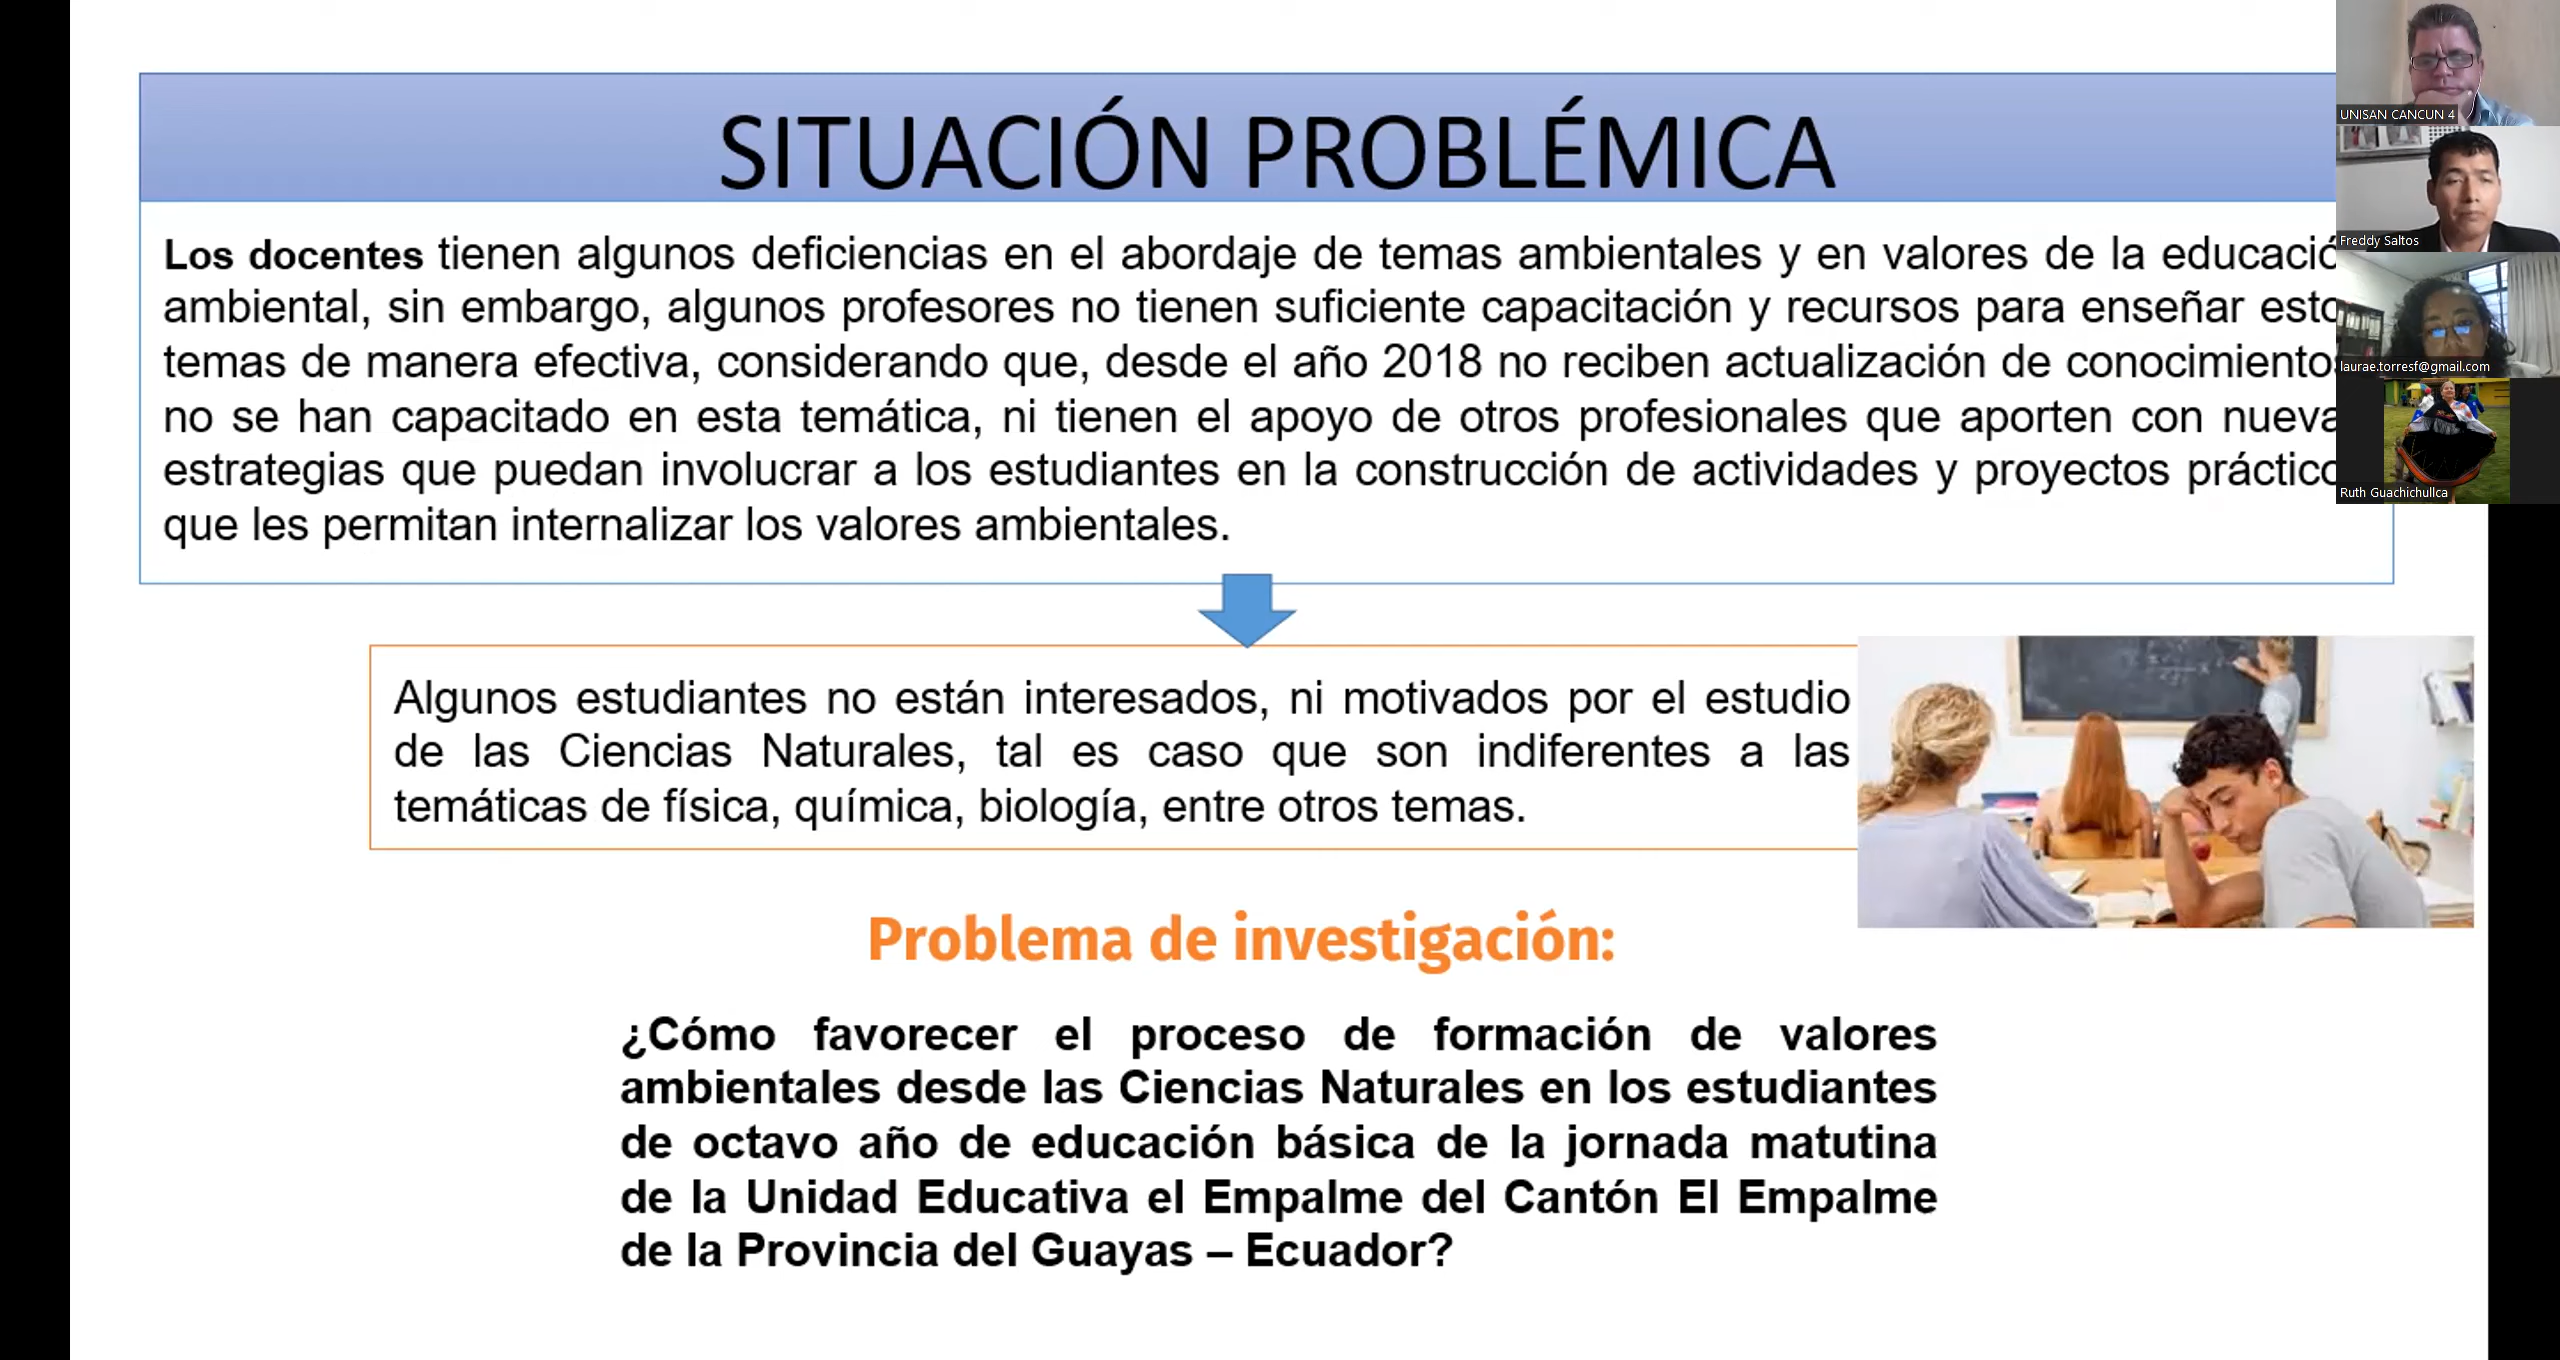 SITUACIÓN PROBLÉMICA
Los docentes tienen algunos deficiencias en el abordaje de temas ambientales y en valores de la educació
ambiental, sin embargo, algunos profesores no tienen suficiente capacitación y recursos para enseñar esto
temas de manera efectiva, considerando que, desde el año 2018 no reciben actualización de conocimientos
no se han capacitado en esta temática, ni tienen el apoyo de otros profesionales que aporten con nueva
estrategias que puedan involucrar a los estudiantes en la construcción de actividades y proyectos práctico
que les permitan internalizar los valores ambientales.
Algunos estudiantes no están interesados, ni motivados por el estudio
de las Ciencias Naturales, tal es caso que son indiferentes a las
temáticas de física, química, biología, entre otros temas.
Problema de investigación:
¿Cómo favorecer el proceso de formación de valores
ambientales desde las Ciencias Naturales en los estudiantes
de octavo año de educación básica de la jornada matutina
de la Unidad Educativa el Empalme del Cantón El Empalme
de la Provincia del Guayas – Ecuador?
UNISAN CANCUN 4
Freddy Saltos
laurae.torresf@gmail.com
Ruth Guachichullca